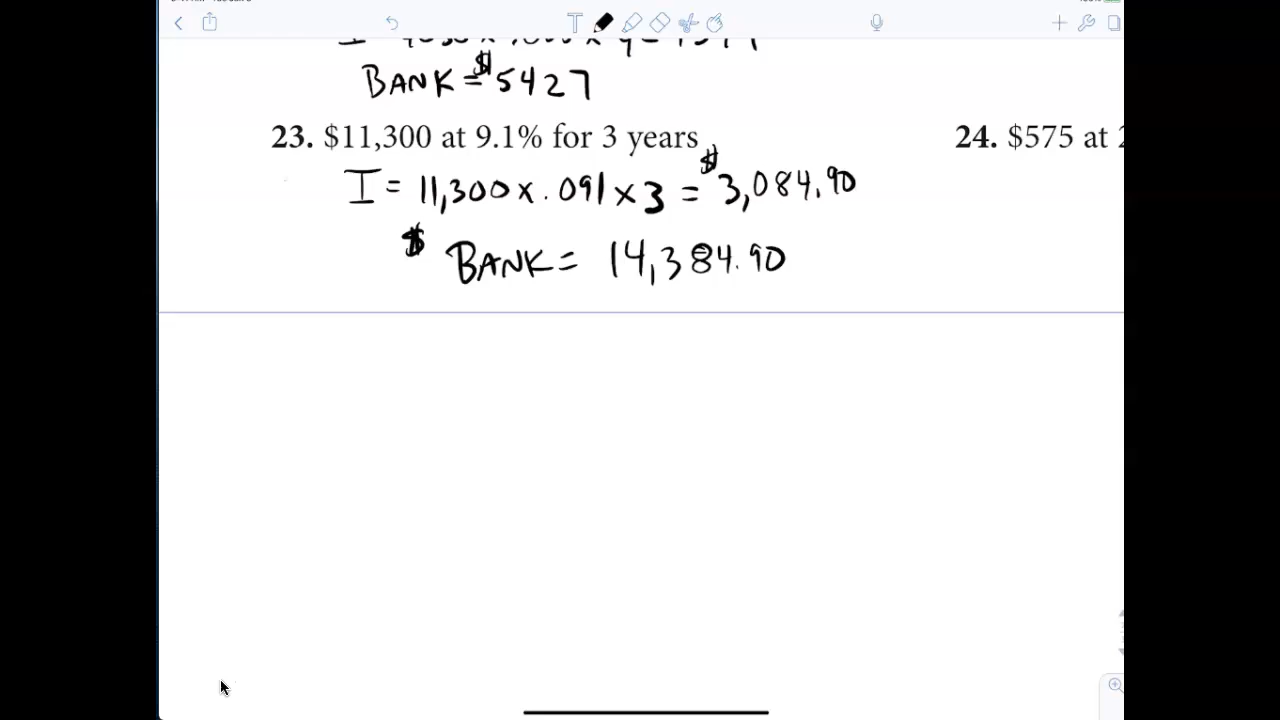 BANK = $5427
23. $11,300 at 9.1% for 3 years
24. $575 at
I = 11,300 x .091 x 3 = $3,084.90
$ BANK = 14,384.90